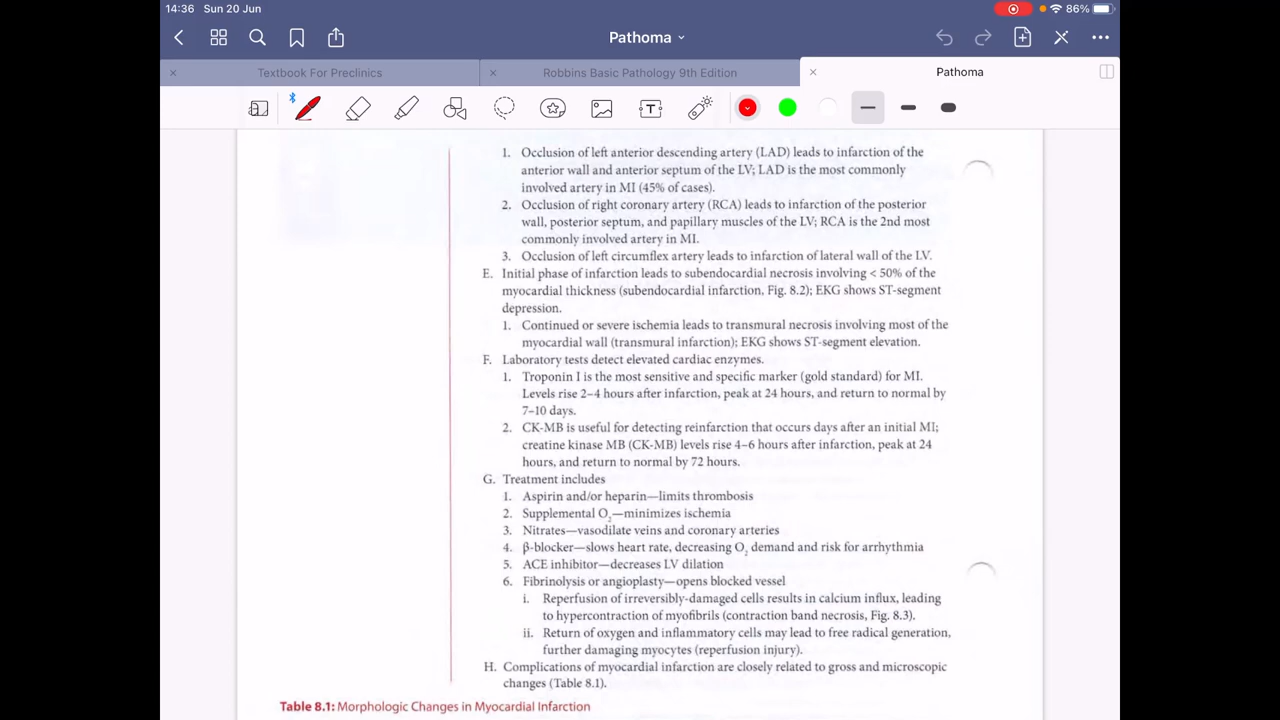 14:36 Sun 20 Jun 86%
Pathoma
Textbook For Preclinics
Robbins Basic Pathology 9th Edition
Pathoma
1. Occlusion of left anterior descending artery (LAD) leads to infarction of the
anterior wall and anterior septum of the LV; LAD is the most commonly
involved artery in MI (45% of cases).
2. Occlusion of right coronary artery (RCA) leads to infarction of the posterior
wall, posterior septum, and papillary muscles of the LV; RCA is the 2nd most
commonly involved artery in MI.
3. Occlusion of left circumflex artery leads to infarction of lateral wall of the LV.
E. Initial phase of infarction leads to subendocardial necrosis involving < 50% of the
myocardial thickness (subendocardial infarction, Fig. 8.2); EKG shows ST-segment
depression.
1. Continued or severe ischemia leads to transmural necrosis involving most of the
myocardial wall (transmural infarction); EKG shows ST-segment elevation.
F. Laboratory tests detect elevated cardiac enzymes.
1. Troponin I is the most sensitive and specific marker (gold standard) for MI.
Levels rise 2–4 hours after infarction, peak at 24 hours, and return to normal by
7–10 days.
2. CK-MB is useful for detecting reinfarction that occurs days after an initial MI;
creatine kinase MB (CK-MB) levels rise 4–6 hours after infarction, peak at 24
hours, and return to normal by 72 hours.
G. Treatment includes
1. Aspirin and/or heparin—limits thrombosis
2. Supplemental O₂—minimizes ischemia
3. Nitrates—vasodilate veins and coronary arteries
4. β-blocker—slows heart rate, decreasing O₂ demand and risk for arrhythmia
5. ACE inhibitor—decreases LV dilation
6. Fibrinolysis or angioplasty—opens blocked vessel
i. Reperfusion of irreversibly-damaged cells results in calcium influx, leading
to hypercontraction of myofibrils (contraction band necrosis, Fig. 8.3).
ii. Return of oxygen and inflammatory cells may lead to free radical generation,
further damaging myocytes (reperfusion injury).
H. Complications of myocardial infarction are closely related to gross and microscopic
changes (Table 8.1).
Table 8.1: Morphologic Changes in Myocardial Infarction